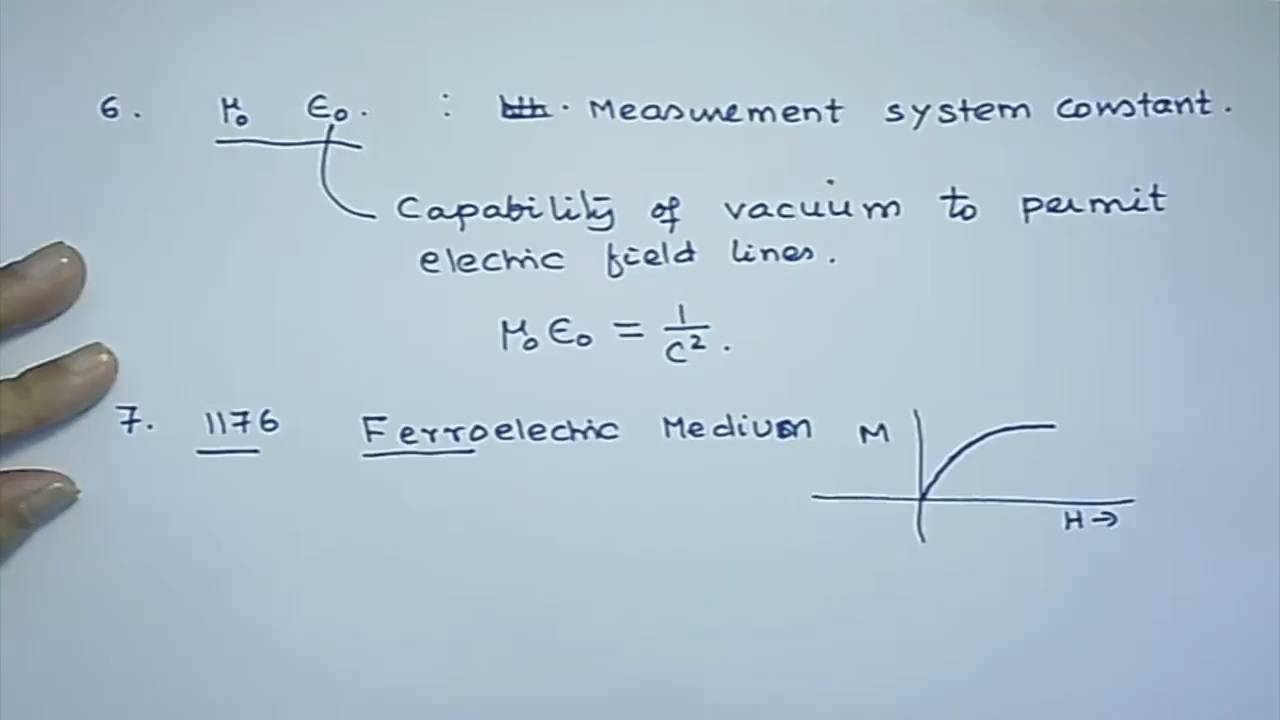 6. μ₀ ϵ₀. : Measurement system constant.
Capability of vacuum to permit
electric field lines.
μ₀ϵ₀ = 1/c².
7. 1176 Ferroelectric Medium M
H→